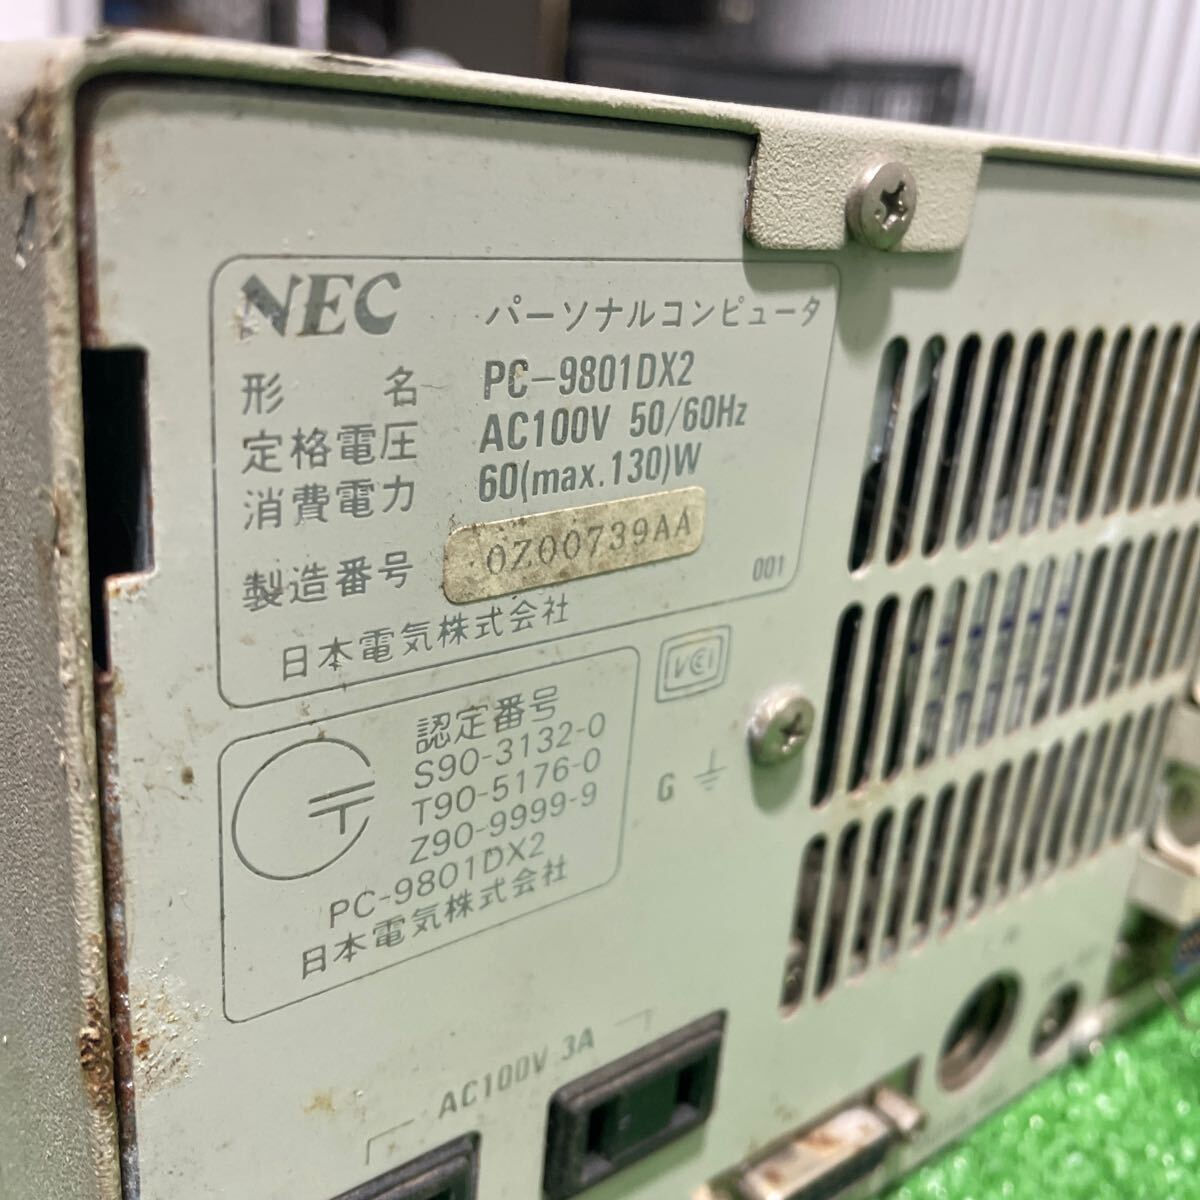 NEC パーソナルコンピュータ
形 名 PC-9801DX2
定格電圧 AC100V 50/60Hz
消費電力 60(max.130)W
製造番号 0Z00739AA
日本電気株式会社 001
VCI
認定番号
S90-3132-0
T90-5176-0
Z90-9999-9
PC-9801DX2
日本電気株式会社
G
AC100V 3A